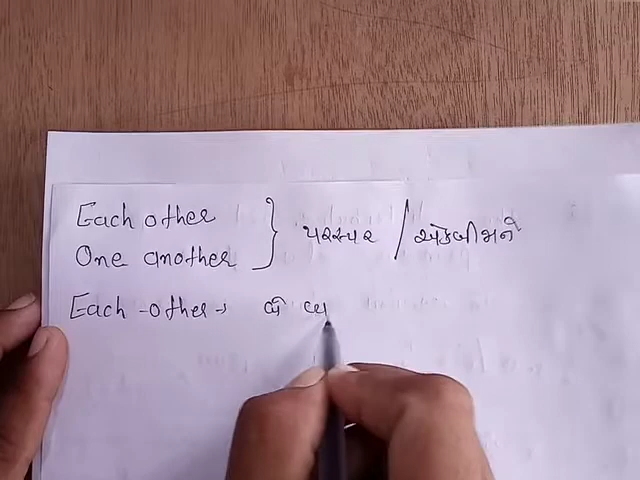 Each other
One another } પરસ્પર / એકબીજાને
Each-other → બે વ્ય